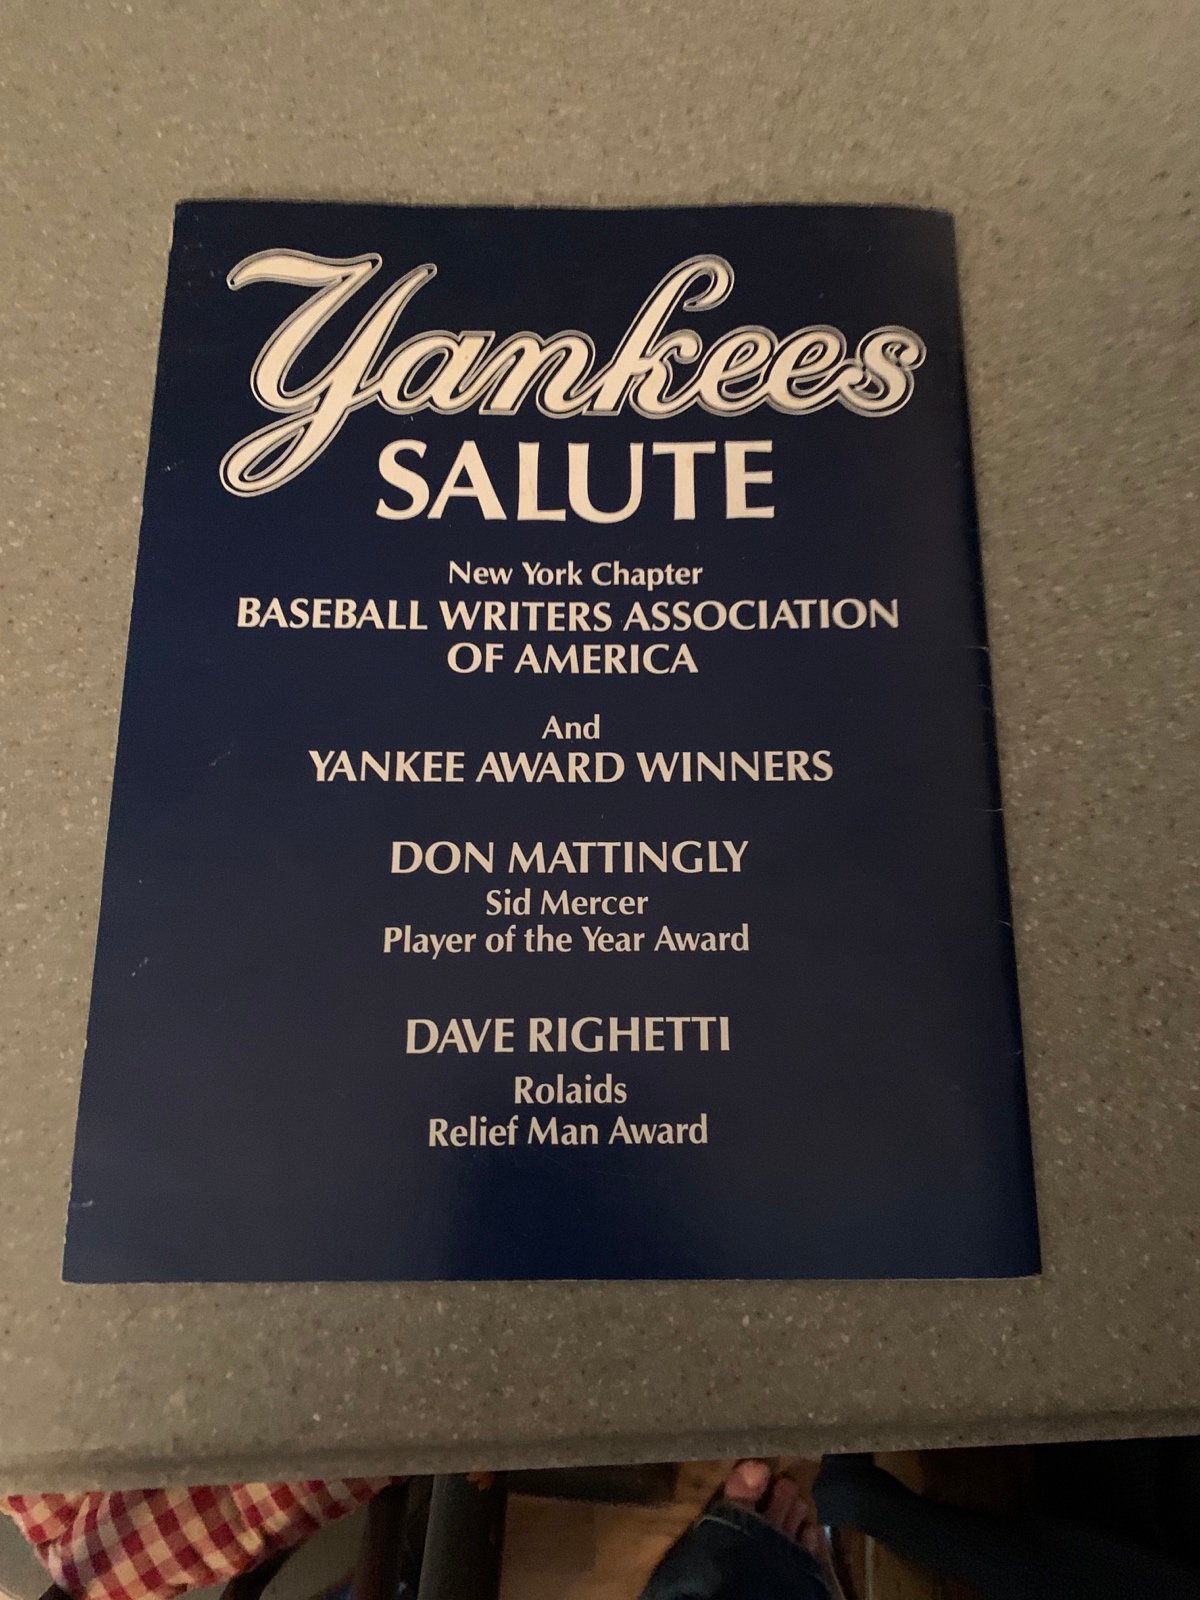 Yankees
SALUTE
New York Chapter
BASEBALL WRITERS ASSOCIATION
OF AMERICA
And
YANKEE AWARD WINNERS
DON MATTINGLY
Sid Mercer
Player of the Year Award
DAVE RIGHETTI
Rolaids
Relief Man Award